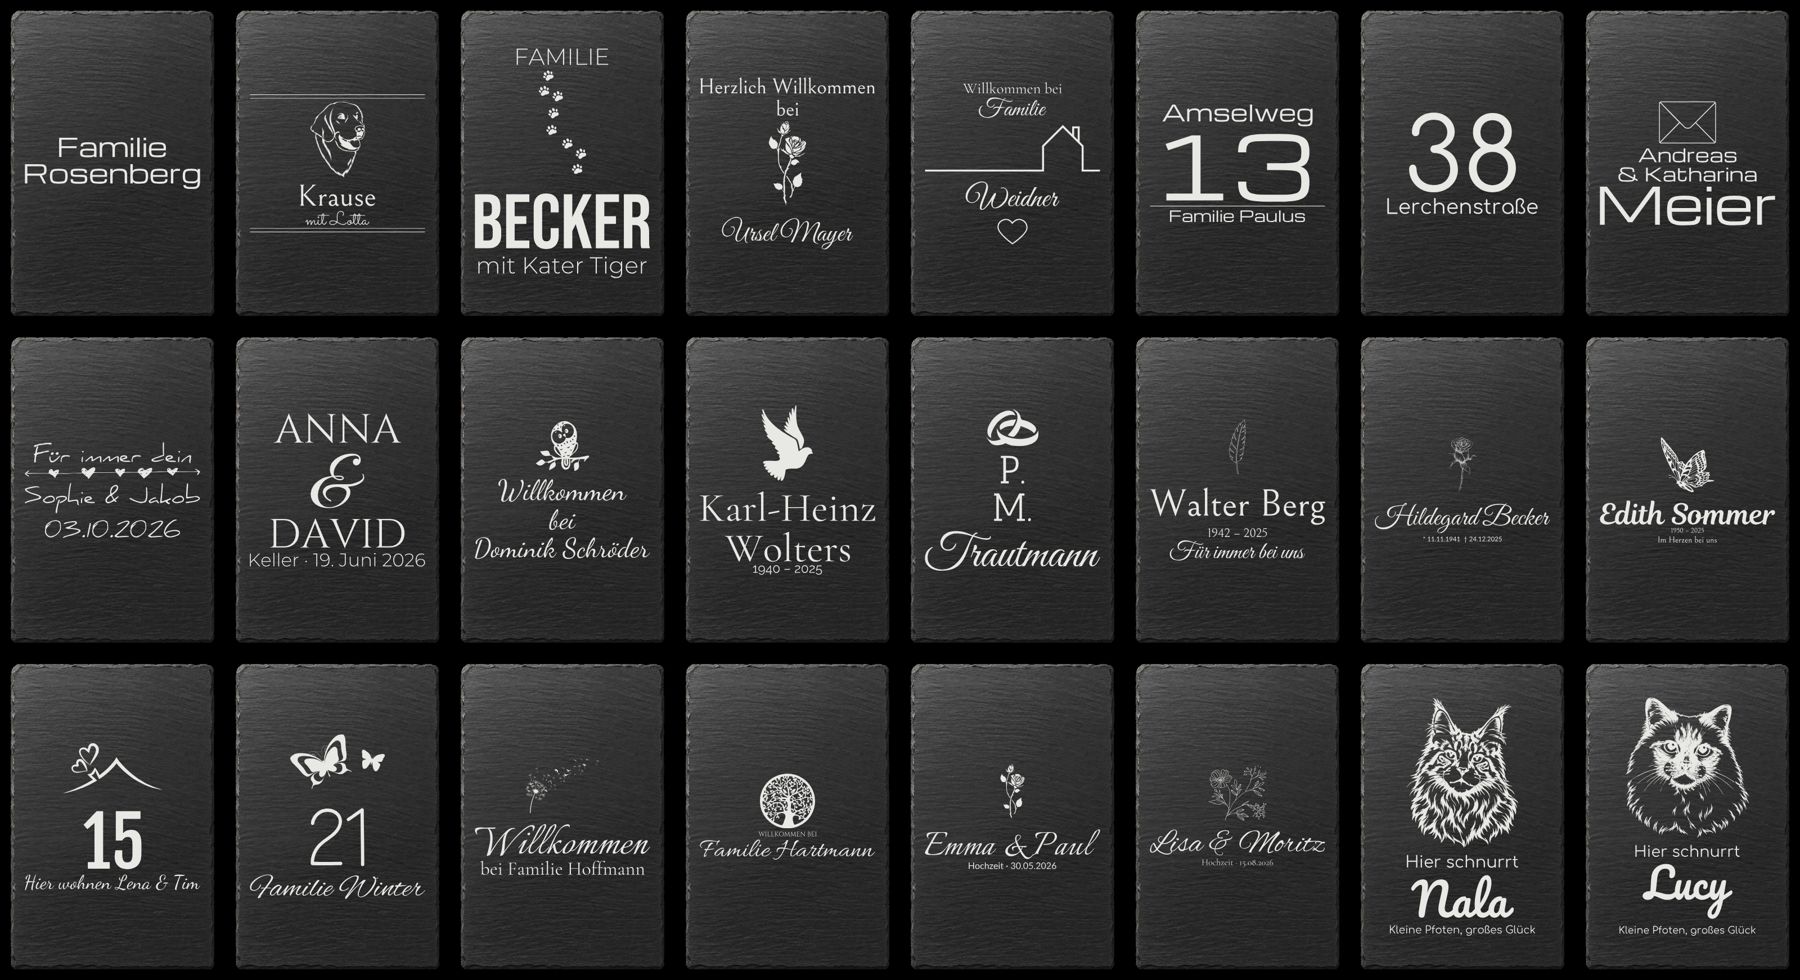 Familie
Rosenberg
Krause
mit Lotta
FAMILIE
BECKER
mit Kater Tiger
Herzlich Willkommen
bei
Ursel Mayer
Willkommen bei
Familie
Weidner
Amselweg
13
Familie Paulus
38
Lerchenstraße
Andreas
& Katharina
Meier
Für immer dein
Sophie & Jakob
03.10.2026
ANNA
&
DAVID
Keller · 19. Juni 2026
Willkommen
bei
Dominik Schröder
Karl-Heinz
Wolters
1940 – 2025
P.
M.
Trautmann
Walter Berg
1942 – 2025
Für immer bei uns
Hildegard Becker
* 11.11.1941 † 24.12.2025
Edith Sommer
1950 – 2025
Im Herzen bei uns
15
Hier wohnen Lena & Tim
21
Familie Winter
Willkommen
bei Familie Hoffmann
WILLKOMMEN BEI
Familie Hartmann
Emma & Paul
Hochzeit · 30.05.2026
Lisa & Moritz
Hochzeit · 15.08.2026
Hier schnurrt
Nala
Kleine Pfoten, großes Glück
Hier schnurrt
Lucy
Kleine Pfoten, großes Glück